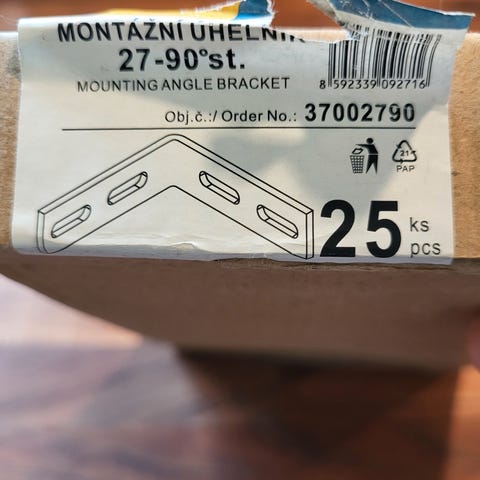 MONTÁŽNÍ ÚHELNÍK
27-90°st.
MOUNTING ANGLE BRACKET
8 592339 092716
Obj.č.:/ Order No.: 37002790
21
PAP
25 ks
pcs